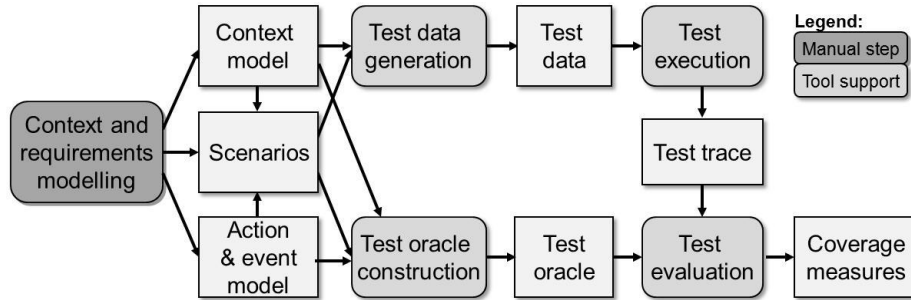 Context and
requirements
modelling
Context
model
Scenarios
Action
& event
model
Test data
generation
Test oracle
construction
Test
data
Test
oracle
Test
execution
Test trace
Test
evaluation
Coverage
measures
Legend:
Manual step
Tool support